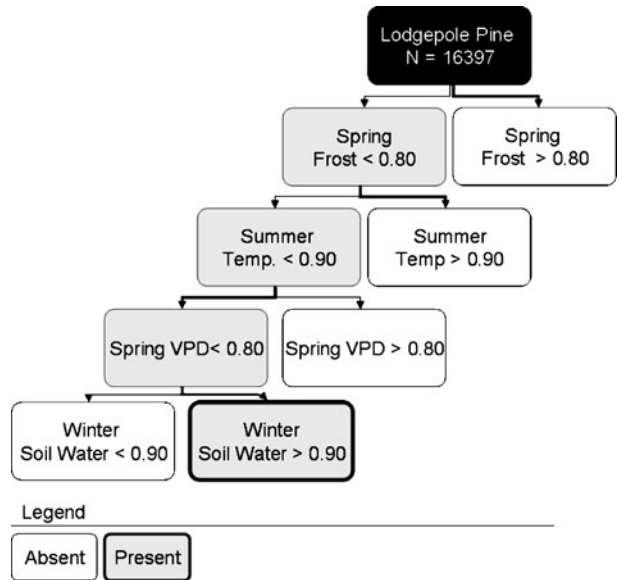 Lodgepole Pine
N = 16397
Spring
Frost < 0.80
Spring
Frost > 0.80
Summer
Temp. < 0.90
Summer
Temp > 0.90
Spring VPD< 0.80
Spring VPD > 0.80
Winter
Soil Water < 0.90
Winter
Soil Water > 0.90
Legend
Absent
Present